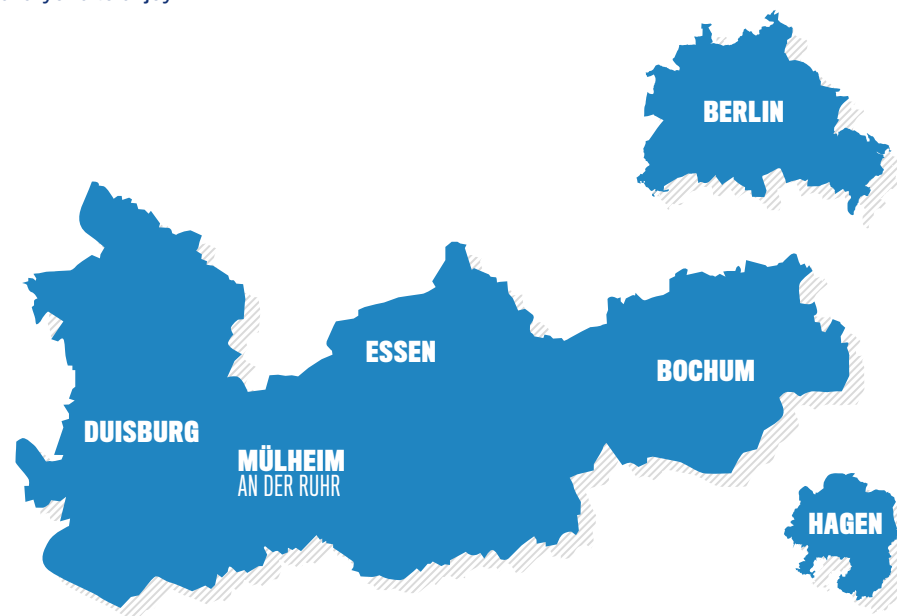 BERLIN
ESSEN
BOCHUM
DUISBURG
MÜLHEIM
AN DER RUHR
HAGEN